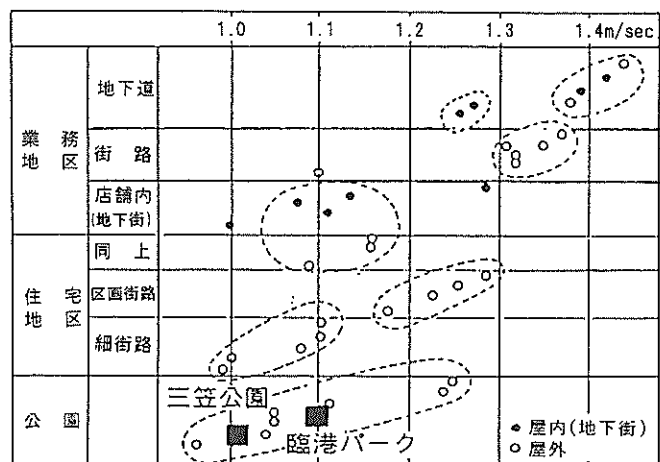 1.0 1.1 1.2 1.3 1.4m/sec
業務
地区
地下道
街路
店舗内
(地下街)
住宅
地区
同上
区画街路
細街路
公園
三笠公園
臨港パーク
屋内(地下街)
屋外